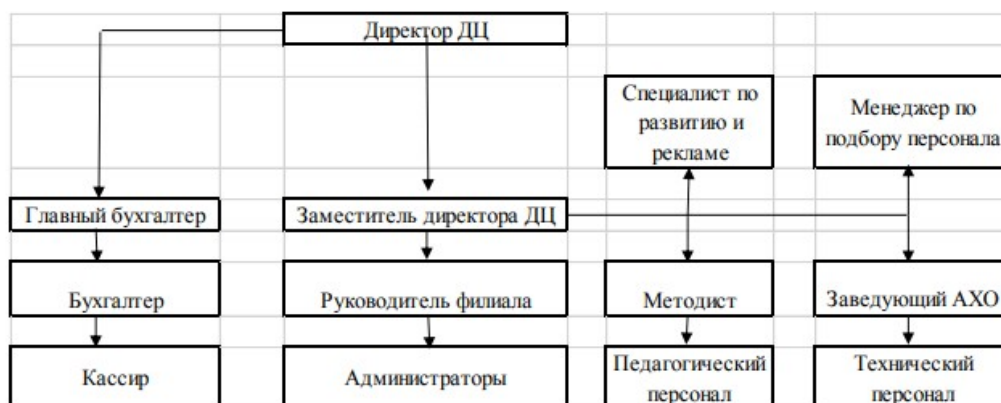 Директор ДЦ
Специалист по
развитию и
рекламе
Менеджер по
подбору персонала
Главный бухгалтер
Заместитель директора ДЦ
Бухгалтер
Руководитель филиала
Методист
Заведующий АХО
Кассир
Администраторы
Педагогический
персонал
Технический
персонал